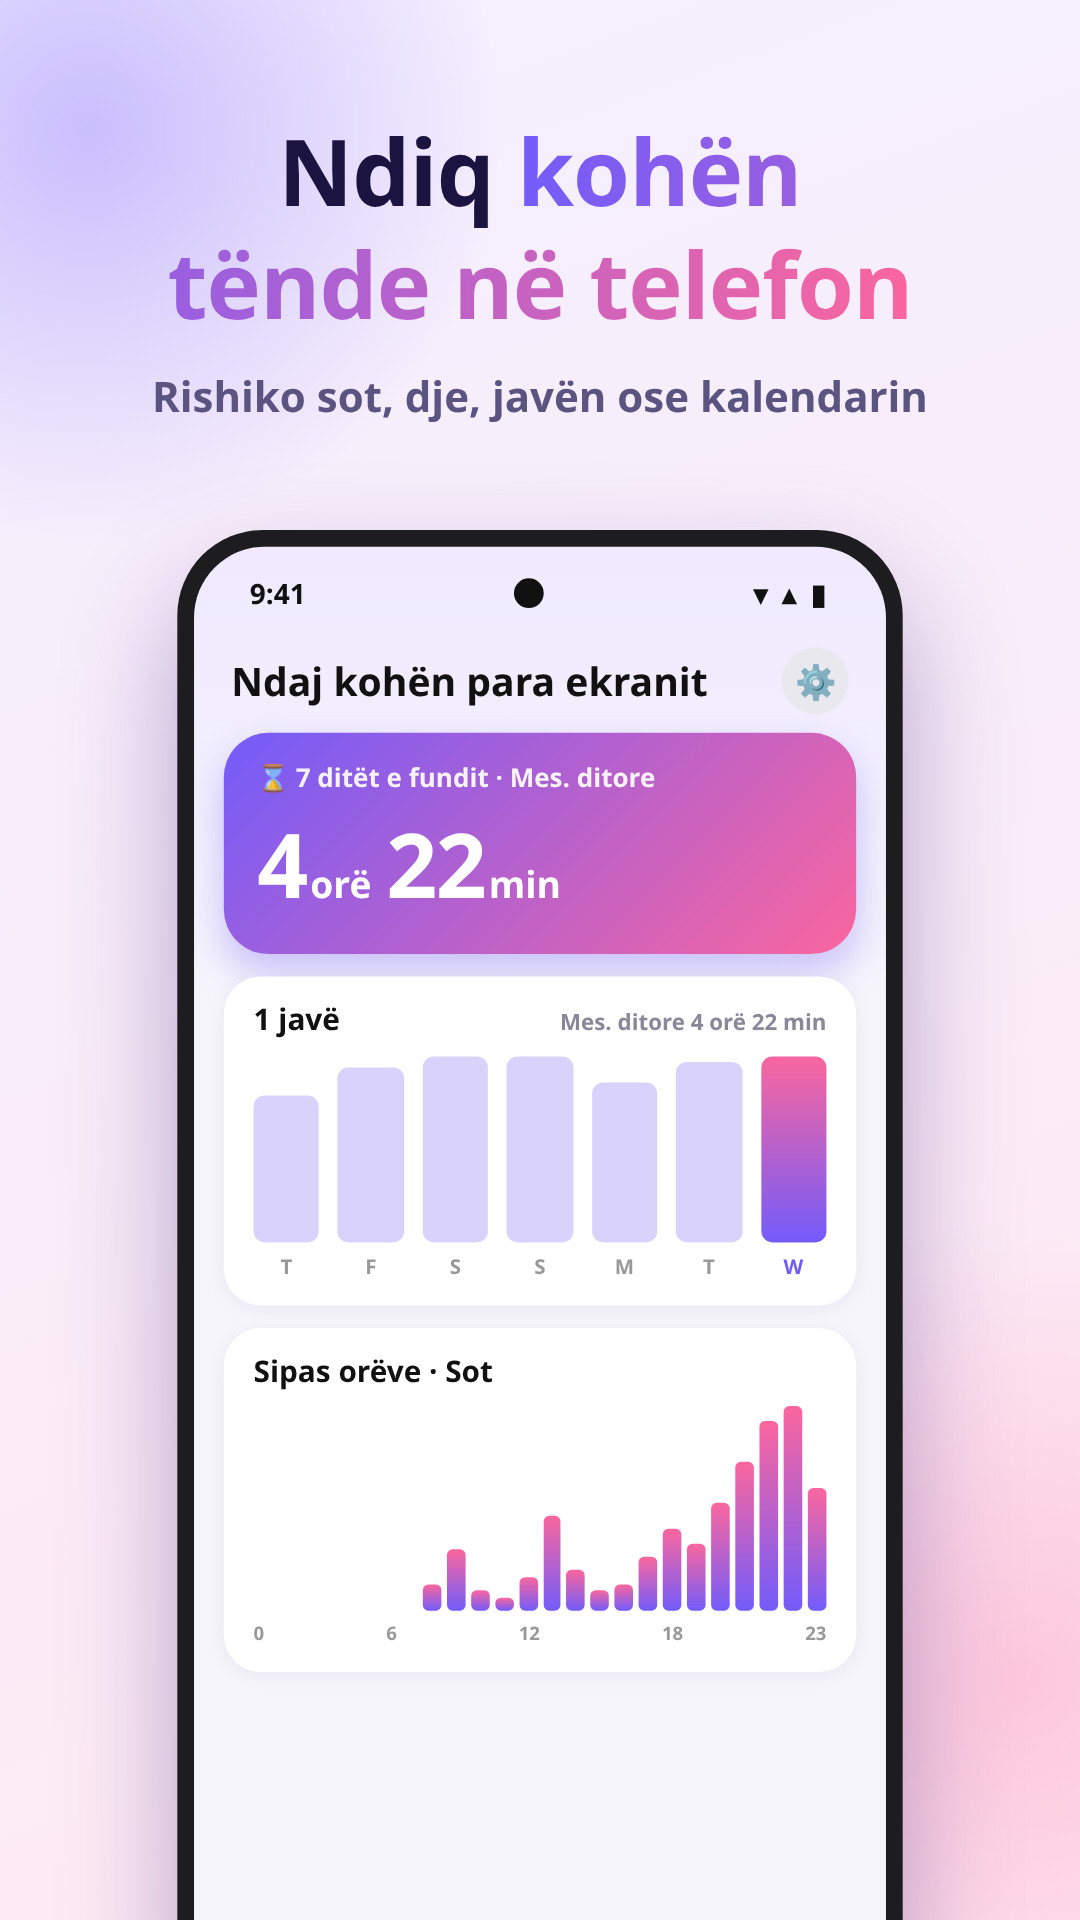 Ndiq kohën
tënde në telefon
Rishiko sot, dje, javën ose kalendarin
9:41
Ndaj kohën para ekranit
7 ditët e fundit · Mes. ditore
4orë 22min
1 javë
Mes. ditore 4 orë 22 min
T F S S M T W
Sipas orëve · Sot
0 6 12 18 23